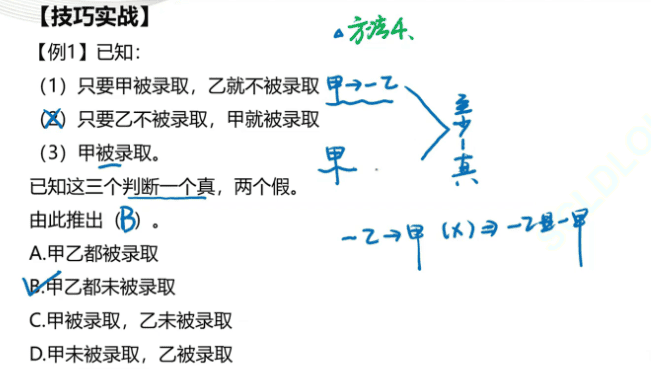 【技巧实战】
△方法4、
【例1】已知：
（1）只要甲被录取，乙就不被录取 甲→-乙
（2）只要乙不被录取，甲就被录取
（3）甲被录取。 甲
至少一真
已知这三个判断一个真，两个假。
由此推出（B）。
-乙→甲（×）⇒-乙且-甲
A.甲乙都被录取
B.甲乙都未被录取
C.甲被录取，乙未被录取
D.甲未被录取，乙被录取